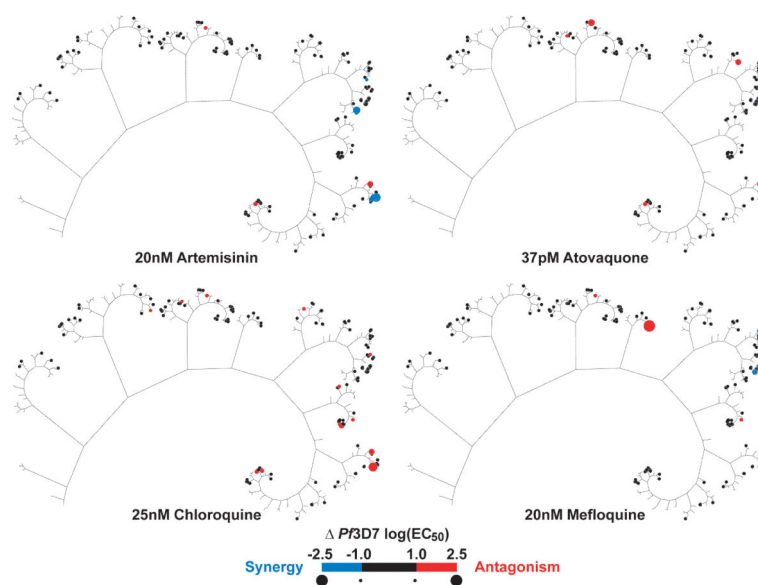 20nM Artemisinin
37pM Atovaquone
25nM Chloroquine
20nM Mefloquine
Δ Pf3D7 log(EC50)
-2.5 -1.0 1.0 2.5
Synergy Antagonism